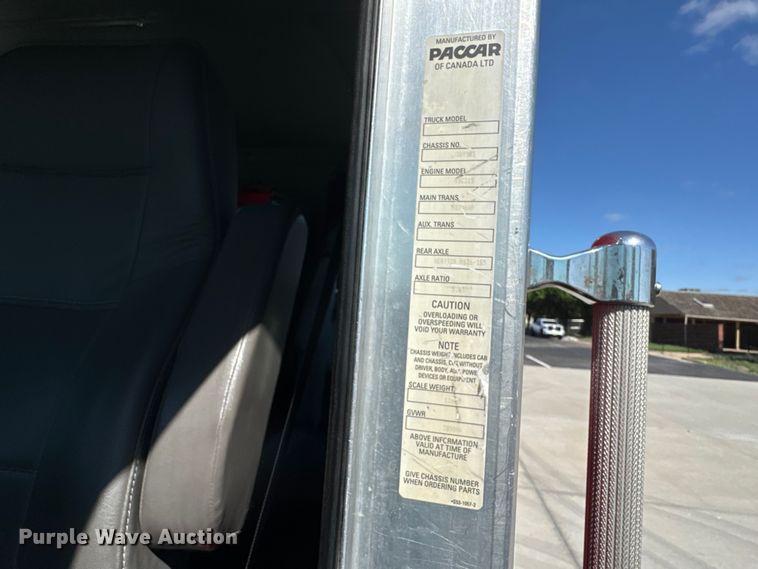 MANUFACTURED BY
PACCAR
OF CANADA LTD
TRUCK MODEL
CHASSIS NO.
ENGINE MODEL
MAIN TRANS
AUX. TRANS
REAR AXLE
AXLE RATIO
CAUTION
OVERLOADING OR
OVERSPEEDING WILL
VOID YOUR WARRANTY
NOTE
CHASSIS WEIGHT INCLUDES CAB
AND CHASSIS, WITHOUT
DRIVER, BODY, POWER
DEVICES OR EQUIPMENT
SCALE WEIGHT
GVWR
ABOVE INFORMATION
VALID AT TIME OF
MANUFACTURE
GIVE CHASSIS NUMBER
WHEN ORDERING PARTS
Purple Wave Auction